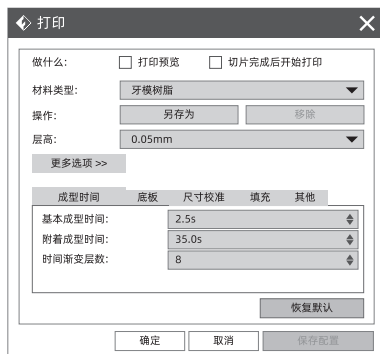 打印
做什么: 打印预览 切片完成后开始打印
材料类型: 牙模树脂
操作: 另存为 移除
层高: 0.05mm
更多选项 >>
成型时间 底板 尺寸校准 填充 其他
基本成型时间: 2.5s
附着成型时间: 35.0s
时间渐变层数: 8
恢复默认
确定 取消 保存配置